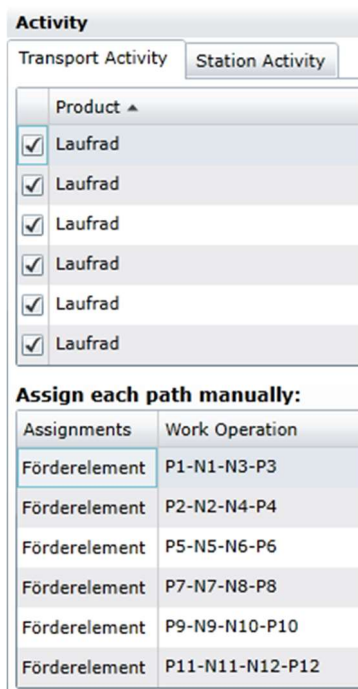 Activity
Transport Activity Station Activity
Product
Laufrad
Laufrad
Laufrad
Laufrad
Laufrad
Laufrad
Assign each path manually:
Assignments Work Operation
Förderelement P1-N1-N3-P3
Förderelement P2-N2-N4-P4
Förderelement P5-N5-N6-P6
Förderelement P7-N7-N8-P8
Förderelement P9-N9-N10-P10
Förderelement P11-N11-N12-P12